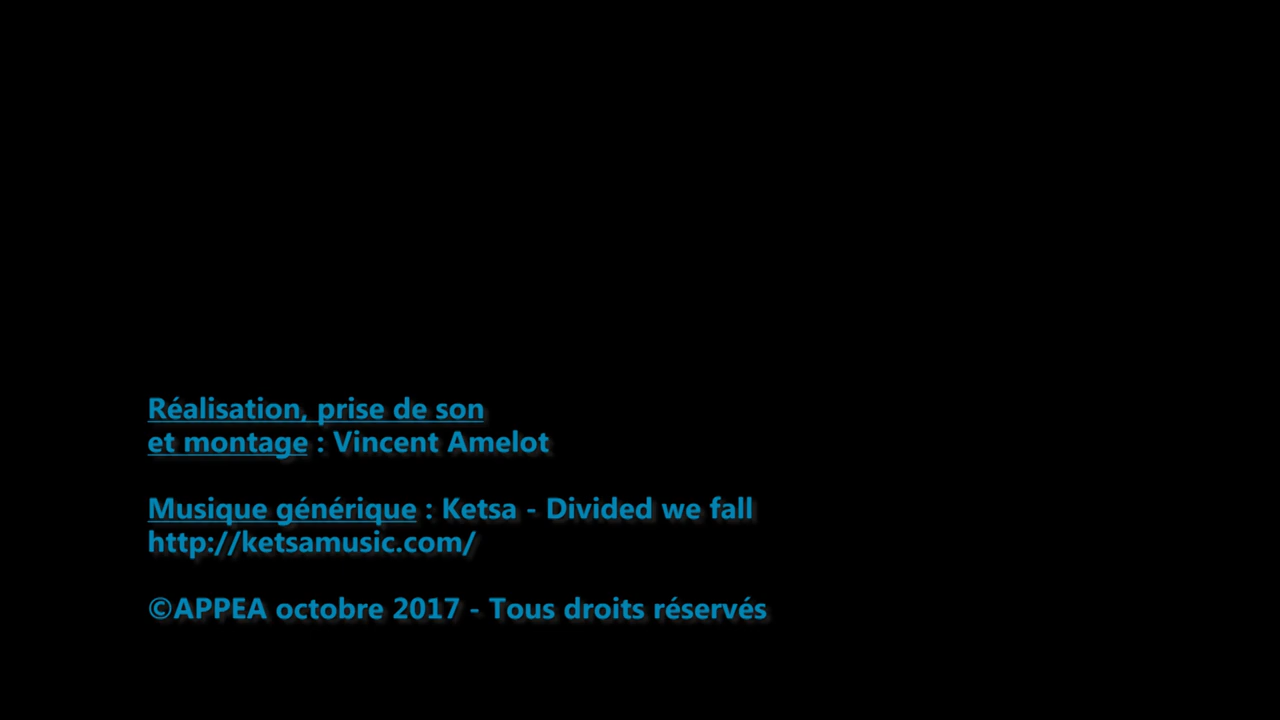 Réalisation, prise de son
et montage : Vincent Amelot
Musique générique : Ketsa - Divided we fall
http://ketsamusic.com/
©APPEA octobre 2017 - Tous droits réservés